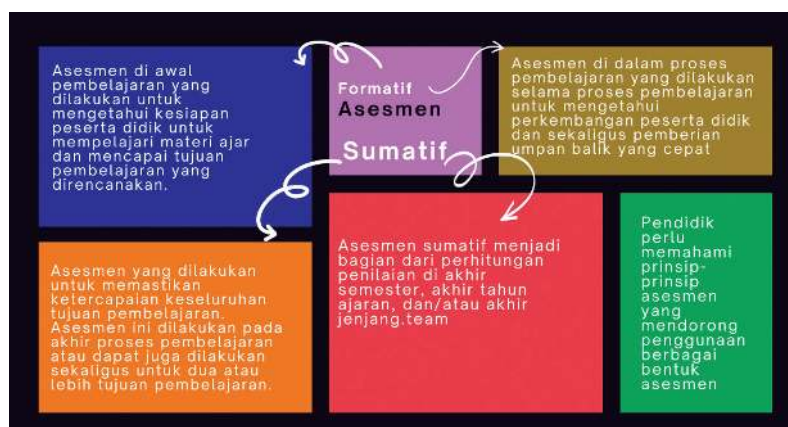 Asesmen di awal
pembelajaran yang
dilakukan untuk
mengetahui kesiapan
peserta didik untuk
mempelajari materi ajar
dan mencapai tujuan
pembelajaran yang
direncanakan.
Formatif
Asesmen
Sumatif
Asesmen di dalam proses
pembelajaran yang dilakukan
selama proses pembelajaran
untuk mengetahui
perkembangan peserta didik
dan sekaligus pemberian
umpan balik yang cepat
Asesmen yang dilakukan
untuk memastikan
ketercapaian keseluruhan
tujuan pembelajaran.
Asesmen ini dilakukan pada
akhir proses pembelajaran
atau dapat juga dilakukan
sekaligus untuk dua atau
lebih tujuan pembelajaran.
Asesmen sumatif menjadi
bagian dari perhitungan
penilaian di akhir
semester, akhir tahun
ajaran, dan/atau akhir
jenjang.team
Pendidik
perlu
memahami
prinsip-
prinsip
asesmen
yang
mendorong
penggunaan
berbagai
bentuk
asesmen